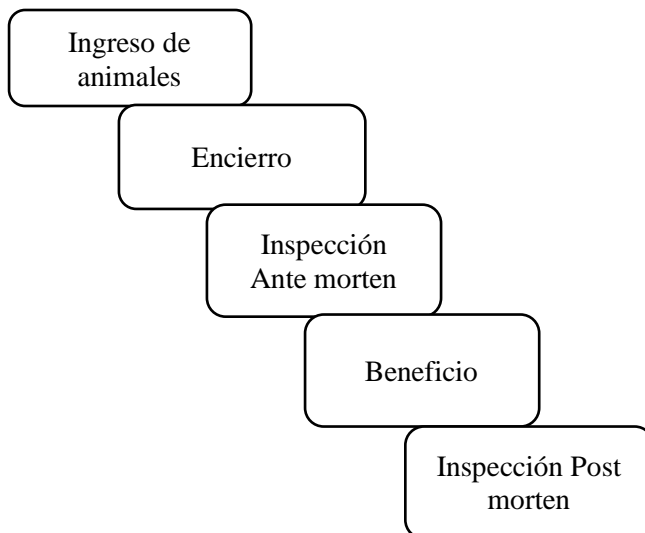 Ingreso de
animales
Encierro
Inspección
Ante morten
Beneficio
Inspección Post
morten